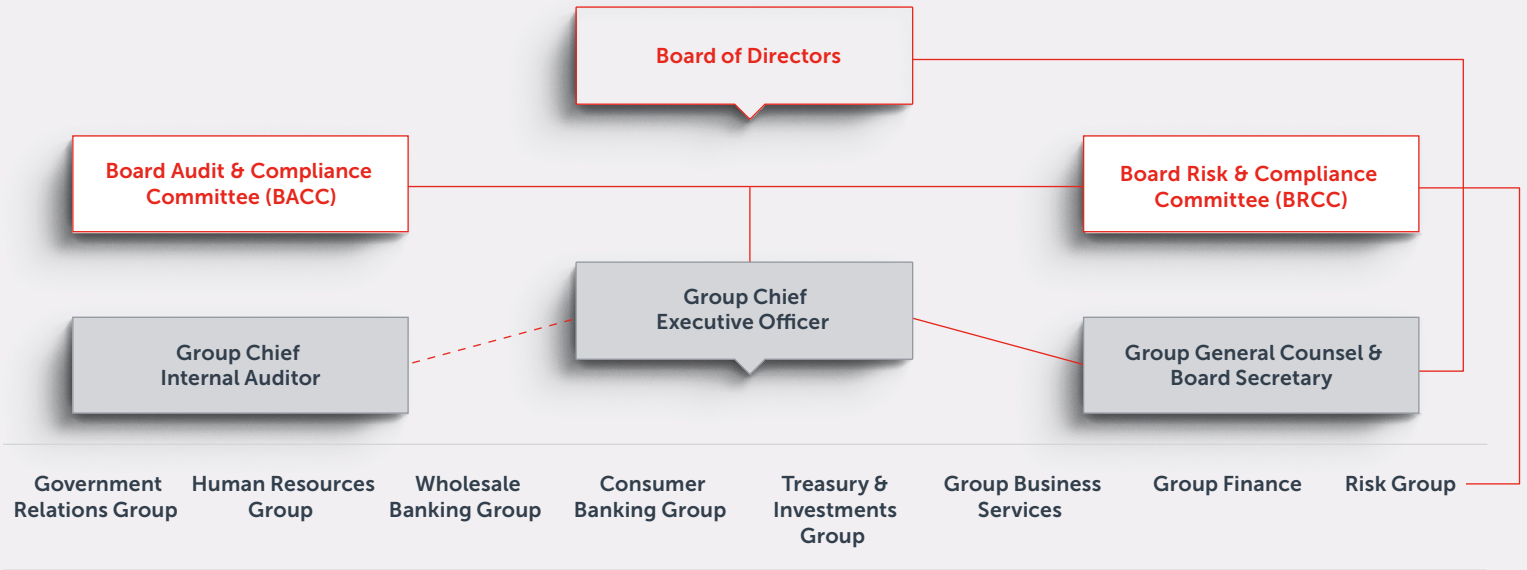 Board of Directors
Board Audit & Compliance
Committee (BACC)
Board Risk & Compliance
Committee (BRCC)
Group Chief
Executive Officer
Group Chief
Internal Auditor
Group General Counsel &
Board Secretary
Government
Relations Group
Human Resources
Group
Wholesale
Banking Group
Consumer
Banking Group
Treasury &
Investments
Group
Group Business
Services
Group Finance
Risk Group